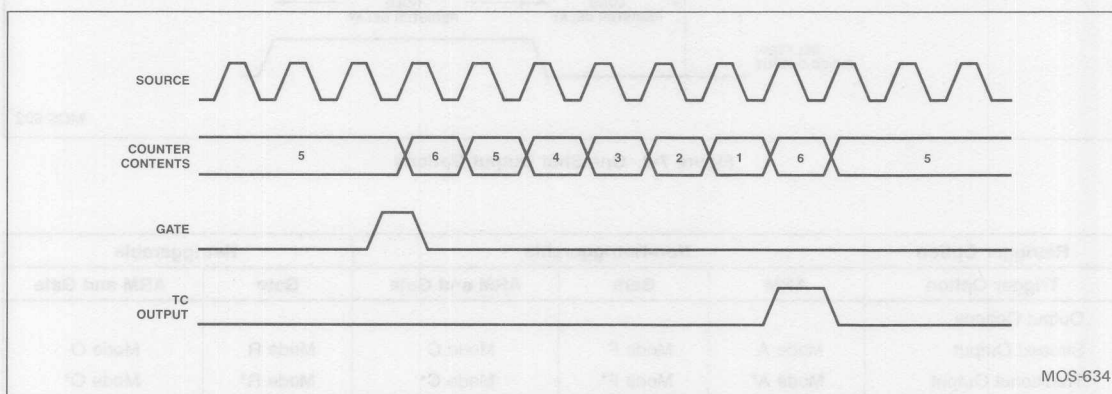 SOURCE
COUNTER
CONTENTS
5 6 5 4 3 2 1 6 5
GATE
TC
OUTPUT
MOS-634